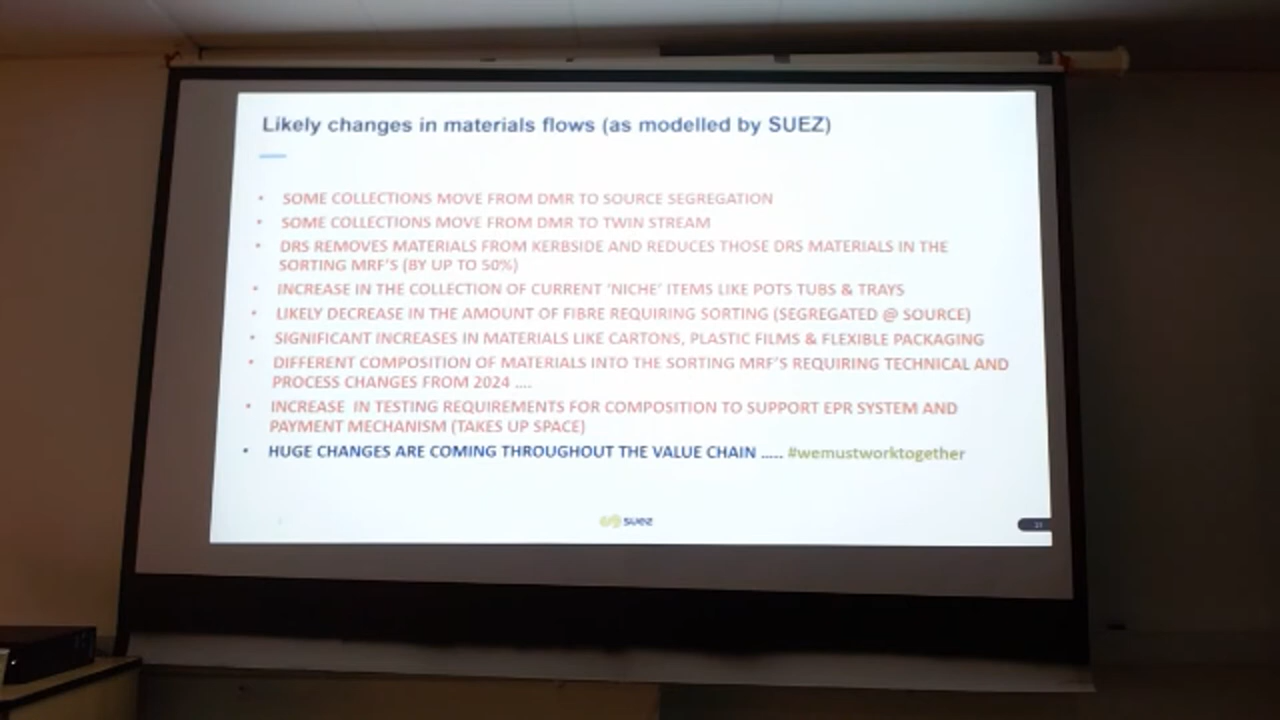 Likely changes in materials flows (as modelled by SUEZ)
• SOME COLLECTIONS MOVE FROM DMR TO SOURCE SEGREGATION
• SOME COLLECTIONS MOVE FROM DMR TO TWIN STREAM
• DRS REMOVES MATERIALS FROM KERBSIDE AND REDUCES THOSE DRS MATERIALS IN THE
SORTING MRF'S (BY UP TO 50%)
• INCREASE IN THE COLLECTION OF CURRENT 'NICHE' ITEMS LIKE POTS TUBS & TRAYS
• LIKELY DECREASE IN THE AMOUNT OF FIBRE REQUIRING SORTING (SEGREGATED @ SOURCE)
• SIGNIFICANT INCREASES IN MATERIALS LIKE CARTONS, PLASTIC FILMS & FLEXIBLE PACKAGING
• DIFFERENT COMPOSITION OF MATERIALS INTO THE SORTING MRF'S REQUIRING TECHNICAL AND
PROCESS CHANGES FROM 2024 ....
• INCREASE IN TESTING REQUIREMENTS FOR COMPOSITION TO SUPPORT EPR SYSTEM AND
PAYMENT MECHANISM (TAKES UP SPACE)
• HUGE CHANGES ARE COMING THROUGHOUT THE VALUE CHAIN ..... #wemustworktogether
suez